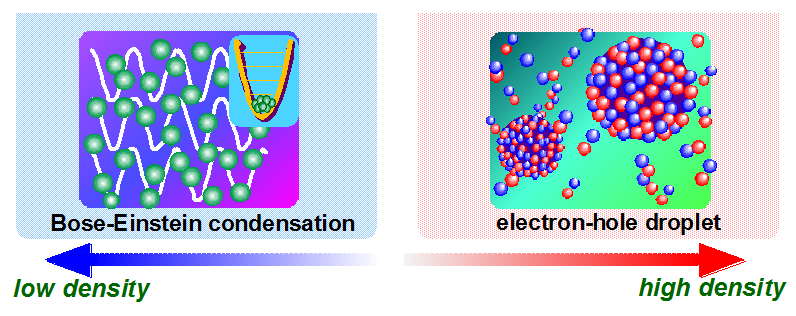 Bose-Einstein condensation
electron-hole droplet
low density
high density